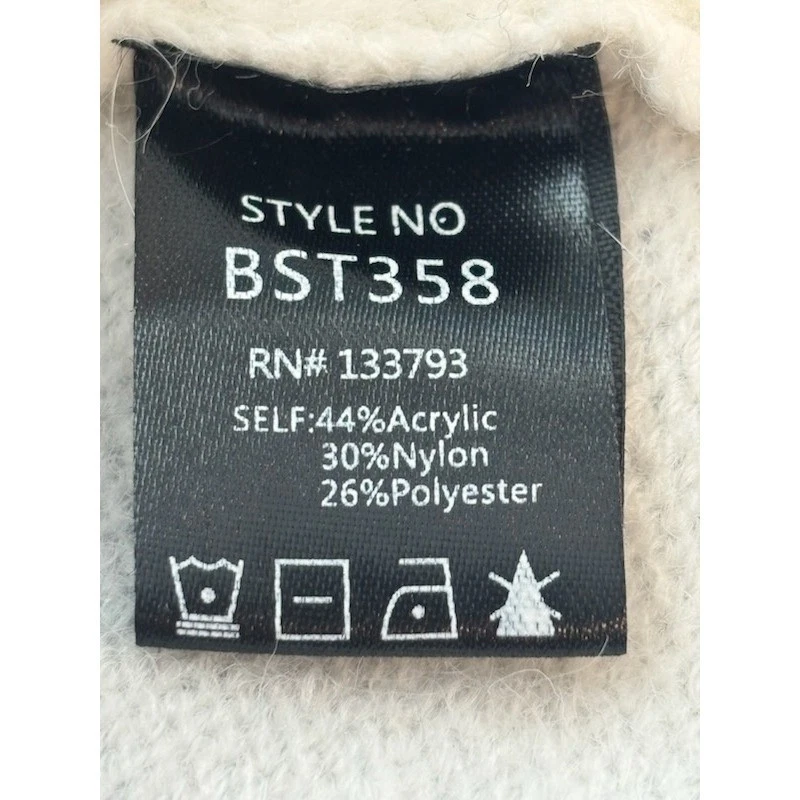 STYLE NO
BST358
RN# 133793
SELF:44%Acrylic
30%Nylon
26%Polyester